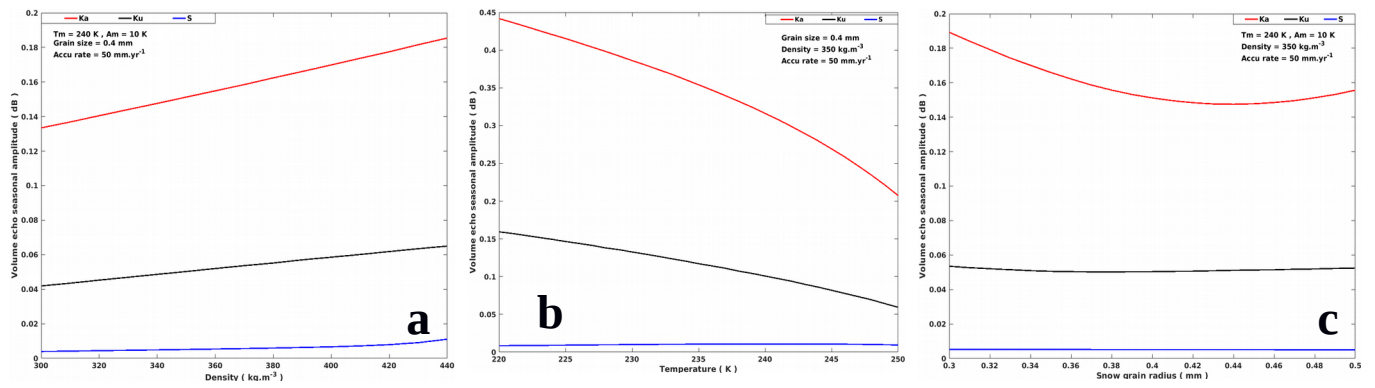 Ka Ku S
Tm = 240 K , Am = 10 K
Grain size = 0.4 mm
Accu rate = 50 mm.yr-1
Volume echo seasonal amplitude ( dB )
0.2
0.18
0.16
0.14
0.12
0.1
0.08
0.06
0.04
0.02
0
300 320 340 360 380 400 420 440
Density ( kg.m-3 )
a
Ka Ku S
Grain size = 0.4 mm
Density = 350 kg.m-3
Accu rate = 50 mm.yr-1
Volume echo seasonal amplitude ( dB )
0.45
0.4
0.35
0.3
0.25
0.2
0.15
0.1
0.05
0
220 225 230 235 240 245 250
Temperature ( K )
b
Ka Ku S
Tm = 240 K , Am = 10 K
Density = 350 kg.m-3
Accu rate = 50 mm.yr-1
Volume echo seasonal amplitude ( dB )
0.2
0.18
0.16
0.14
0.12
0.1
0.08
0.06
0.04
0.02
0
0.3 0.32 0.34 0.36 0.38 0.4 0.42 0.44 0.46 0.48 0.5
Snow grain radius ( mm )
c